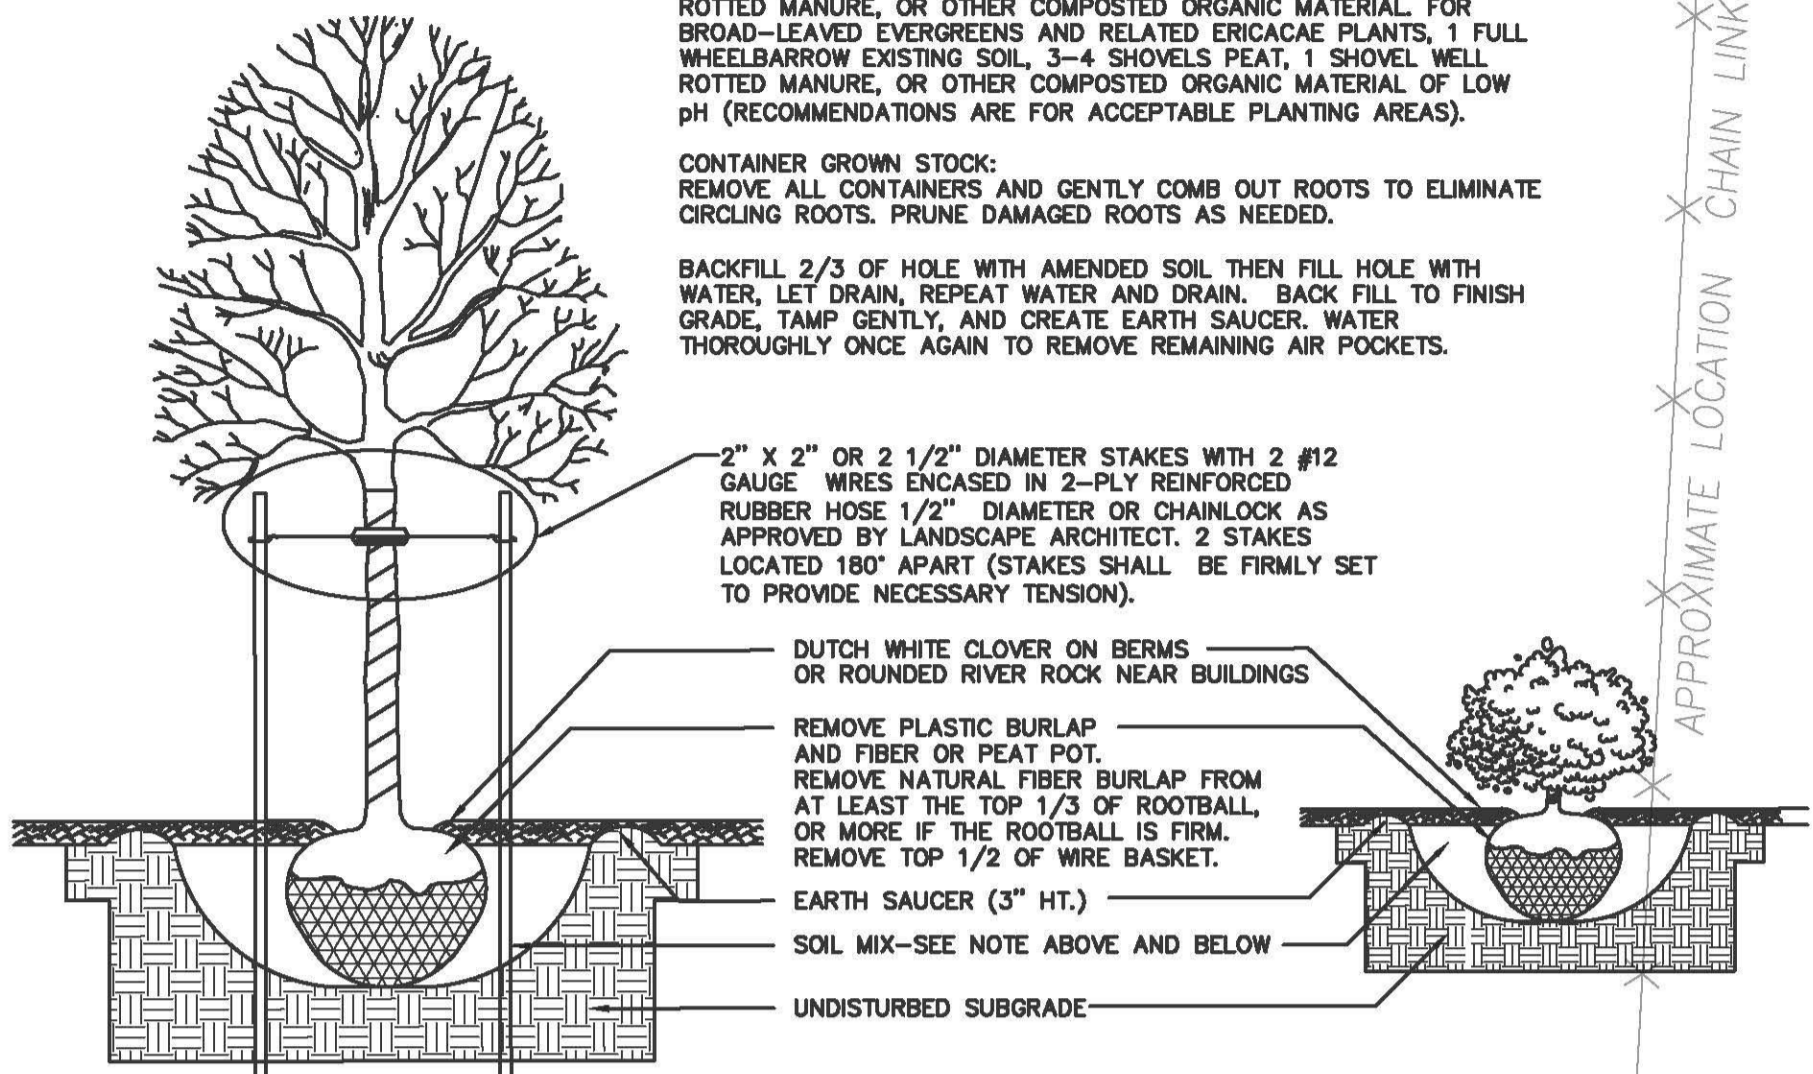 ROTTED MANURE, OR OTHER COMPOSTED ORGANIC MATERIAL. FOR
BROAD-LEAVED EVERGREENS AND RELATED ERICACAE PLANTS, 1 FULL
WHEELBARROW EXISTING SOIL, 3-4 SHOVELS PEAT, 1 SHOVEL WELL
ROTTED MANURE, OR OTHER COMPOSTED ORGANIC MATERIAL OF LOW
pH (RECOMMENDATIONS ARE FOR ACCEPTABLE PLANTING AREAS).
CONTAINER GROWN STOCK:
REMOVE ALL CONTAINERS AND GENTLY COMB OUT ROOTS TO ELIMINATE
CIRCLING ROOTS. PRUNE DAMAGED ROOTS AS NEEDED.
BACKFILL 2/3 OF HOLE WITH AMENDED SOIL THEN FILL HOLE WITH
WATER, LET DRAIN, REPEAT WATER AND DRAIN. BACK FILL TO FINISH
GRADE, TAMP GENTLY, AND CREATE EARTH SAUCER. WATER
THOROUGHLY ONCE AGAIN TO REMOVE REMAINING AIR POCKETS.
2" X 2" OR 2 1/2" DIAMETER STAKES WITH 2 #12
GAUGE WIRES ENCASED IN 2-PLY REINFORCED
RUBBER HOSE 1/2" DIAMETER OR CHAINLOCK AS
APPROVED BY LANDSCAPE ARCHITECT. 2 STAKES
LOCATED 180° APART (STAKES SHALL BE FIRMLY SET
TO PROVIDE NECESSARY TENSION).
DUTCH WHITE CLOVER ON BERMS
OR ROUNDED RIVER ROCK NEAR BUILDINGS
REMOVE PLASTIC BURLAP
AND FIBER OR PEAT POT.
REMOVE NATURAL FIBER BURLAP FROM
AT LEAST THE TOP 1/3 OF ROOTBALL,
OR MORE IF THE ROOTBALL IS FIRM.
REMOVE TOP 1/2 OF WIRE BASKET.
EARTH SAUCER (3" HT.)
SOIL MIX-SEE NOTE ABOVE AND BELOW
UNDISTURBED SUBGRADE
APPROXIMATE LOCATION CHAIN LINK